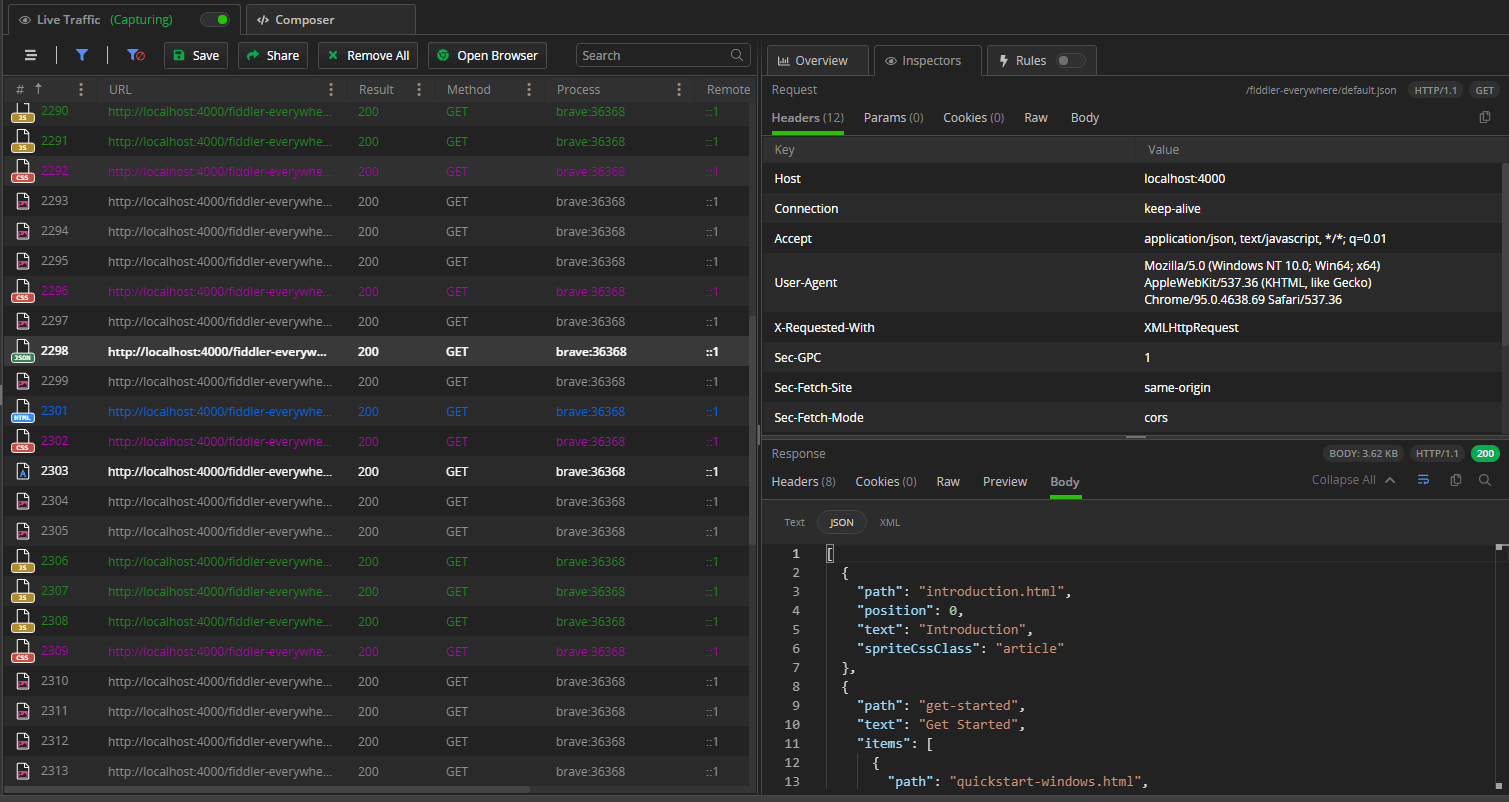 Live Traffic (Capturing)
Composer
Save
Share
Remove All
Open Browser
Search
# URL Result Method Process Remote
JS 2290 http://localhost:4000/fiddler-everywhe... 200 GET brave:36368 ::1
JS 2291 http://localhost:4000/fiddler-everywhe... 200 GET brave:36368 ::1
CSS 2292 http://localhost:4000/fiddler-everywhe... 200 GET brave:36368 ::1
2293 http://localhost:4000/fiddler-everywhe... 200 GET brave:36368 ::1
2294 http://localhost:4000/fiddler-everywhe... 200 GET brave:36368 ::1
2295 http://localhost:4000/fiddler-everywhe... 200 GET brave:36368 ::1
CSS 2296 http://localhost:4000/fiddler-everywhe... 200 GET brave:36368 ::1
2297 http://localhost:4000/fiddler-everywhe... 200 GET brave:36368 ::1
JSON 2298 http://localhost:4000/fiddler-everyw... 200 GET brave:36368 ::1
2299 http://localhost:4000/fiddler-everywhe... 200 GET brave:36368 ::1
HTML 2301 http://localhost:4000/fiddler-everywhe... 200 GET brave:36368 ::1
CSS 2302 http://localhost:4000/fiddler-everywhe... 200 GET brave:36368 ::1
A 2303 http://localhost:4000/fiddler-everywhe... 200 GET brave:36368 ::1
2304 http://localhost:4000/fiddler-everywhe... 200 GET brave:36368 ::1
2305 http://localhost:4000/fiddler-everywhe... 200 GET brave:36368 ::1
JS 2306 http://localhost:4000/fiddler-everywhe... 200 GET brave:36368 ::1
JS 2307 http://localhost:4000/fiddler-everywhe... 200 GET brave:36368 ::1
JS 2308 http://localhost:4000/fiddler-everywhe... 200 GET brave:36368 ::1
CSS 2309 http://localhost:4000/fiddler-everywhe... 200 GET brave:36368 ::1
2310 http://localhost:4000/fiddler-everywhe... 200 GET brave:36368 ::1
2311 http://localhost:4000/fiddler-everywhe... 200 GET brave:36368 ::1
2312 http://localhost:4000/fiddler-everywhe... 200 GET brave:36368 ::1
2313 http://localhost:4000/fiddler-everywhe... 200 GET brave:36368 ::1
Overview Inspectors Rules
Request /fiddler-everywhere/default.json HTTP/1.1 GET
Headers (12) Params (0) Cookies (0) Raw Body
Key Value
Host localhost:4000
Connection keep-alive
Accept application/json, text/javascript, */*; q=0.01
User-Agent Mozilla/5.0 (Windows NT 10.0; Win64; x64)
AppleWebKit/537.36 (KHTML, like Gecko)
Chrome/95.0.4638.69 Safari/537.36
X-Requested-With XMLHttpRequest
Sec-GPC 1
Sec-Fetch-Site same-origin
Sec-Fetch-Mode cors
Response BODY: 3.62 KB HTTP/1.1 200
Headers (8) Cookies (0) Raw Preview Body Collapse All
Text JSON XML
1 [
2 {
3 "path": "introduction.html",
4 "position": 0,
5 "text": "Introduction",
6 "spriteCssClass": "article"
7 },
8 {
9 "path": "get-started",
10 "text": "Get Started",
11 "items": [
12 {
13 "path": "quickstart-windows.html",